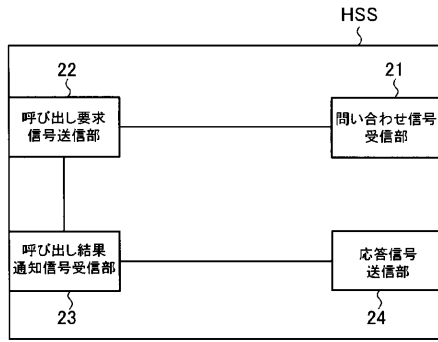 HSS
22
21
呼び出し要求
信号送信部
問い合わせ信号
受信部
呼び出し結果
通知信号受信部
応答信号
送信部
23
24